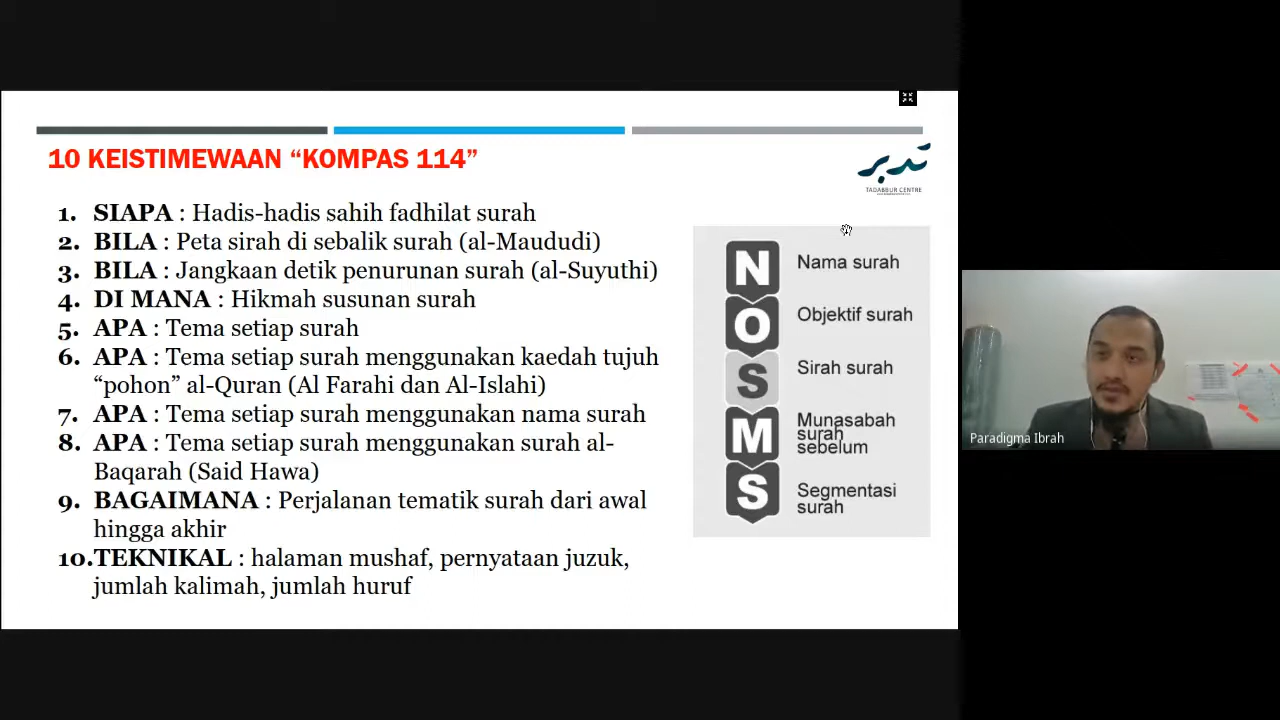 10 KEISTIMEWAAN “KOMPAS 114”
تدبر
TADABBUR CENTRE
1. SIAPA : Hadis-hadis sahih fadhilat surah
2. BILA : Peta sirah di sebalik surah (al-Maududi)
3. BILA : Jangkaan detik penurunan surah (al-Suyuthi)
4. DI MANA : Hikmah susunan surah
5. APA : Tema setiap surah
6. APA : Tema setiap surah menggunakan kaedah tujuh
“pohon” al-Quran (Al Farahi dan Al-Islahi)
7. APA : Tema setiap surah menggunakan nama surah
8. APA : Tema setiap surah menggunakan surah al-
Baqarah (Said Hawa)
9. BAGAIMANA : Perjalanan tematik surah dari awal
hingga akhir
10.TEKNIKAL : halaman mushaf, pernyataan juzuk,
jumlah kalimah, jumlah huruf
N Nama surah
O Objektif surah
S Sirah surah
M Munasabah
surah
sebelum
S Segmentasi
surah
Paradigma Ibrah